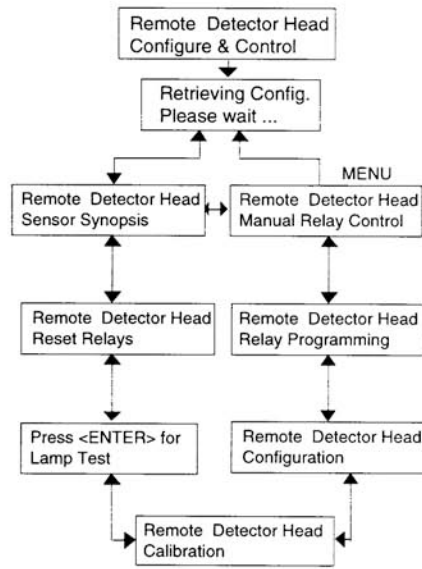 Remote Detector Head
Configure & Control
Retrieving Config.
Please wait ...
MENU
Remote Detector Head
Sensor Synopsis
Remote Detector Head
Manual Relay Control
Remote Detector Head
Reset Relays
Remote Detector Head
Relay Programming
Press <ENTER> for
Lamp Test
Remote Detector Head
Configuration
Remote Detector Head
Calibration